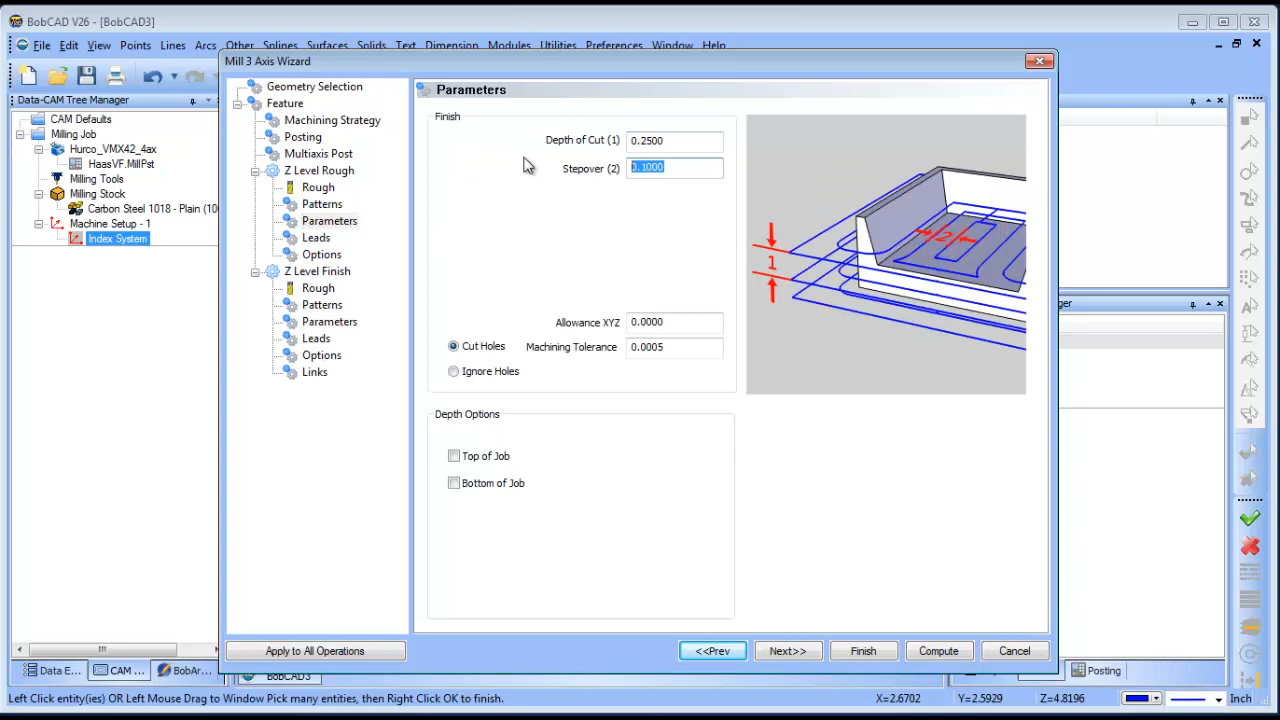 BobCAD V26 - [BobCAD3]
File Edit View Points Lines Arcs Other Splines Surfaces Solids Text Dimension Modules Utilities Preferences Window Help
Mill 3 Axis Wizard
Data-CAM Tree Manager
CAM Defaults
Milling Job
Hurco_VMX42_4ax
HaasVF.MillPst
Milling Tools
Milling Stock
Carbon Steel 1018 - Plain (10
Machine Setup - 1
Index System
Geometry Selection
Feature
Machining Strategy
Posting
Multiaxis Post
Z Level Rough
Rough
Patterns
Parameters
Leads
Options
Z Level Finish
Rough
Patterns
Parameters
Leads
Options
Links
Parameters
Finish
Depth of Cut (1) 0.2500
Stepover (2) 0.1000
Allowance XYZ 0.0000
Cut Holes Machining Tolerance 0.0005
Ignore Holes
Depth Options
Top of Job
Bottom of Job
1
2
ager
Apply to All Operations <<Prev Next>> Finish Compute Cancel
Data E... CAM ... BobAr BobCAD3 Posting
Left Click entity(ies) OR Left Mouse Drag to Window Pick many entities, then Right Click OK to finish. X=2.6702 Y=2.5929 Z=4.8196 Inch